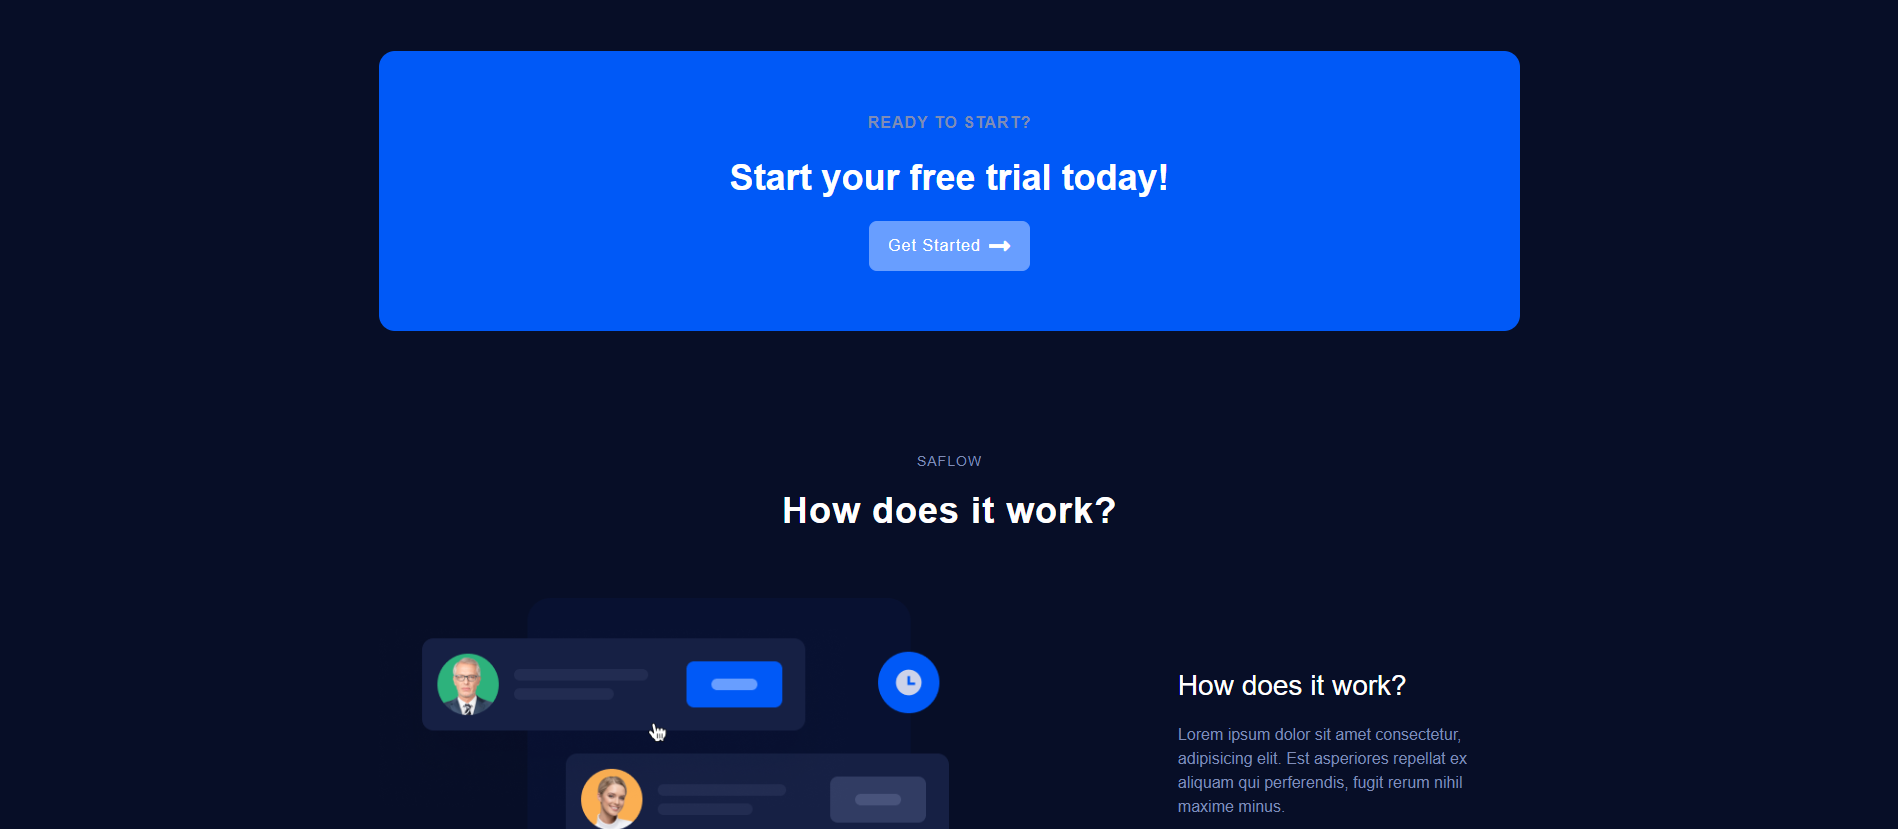 READY TO START?
Start your free trial today!
Get Started
SAFLOW
How does it work?
How does it work?
Lorem ipsum dolor sit amet consectetur,
adipisicing elit. Est asperiores repellat ex
aliquam qui perferendis, fugit rerum nihil
maxime minus.